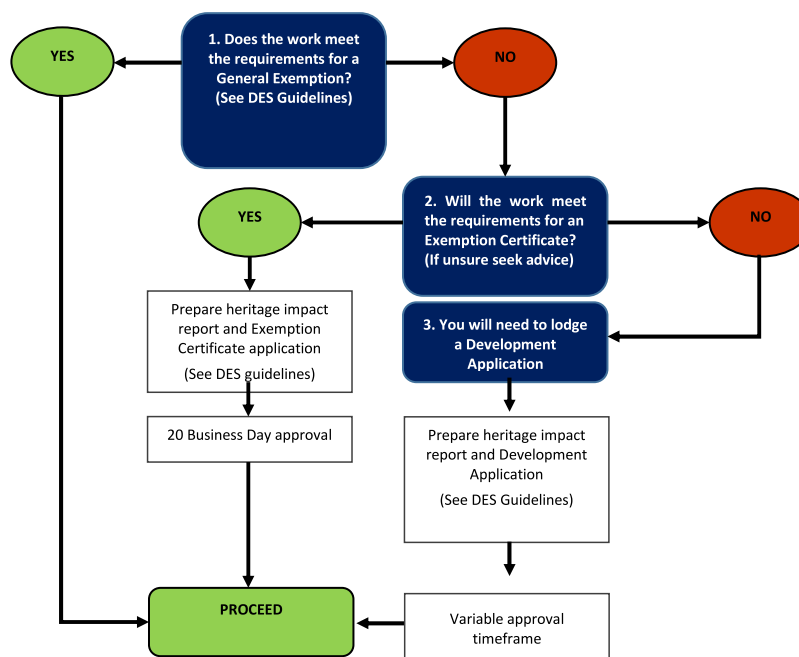 YES
1. Does the work meet
the requirements for a
General Exemption?
(See DES Guidelines)
NO
YES
2. Will the work meet
the requirements for an
Exemption Certificate?
(If unsure seek advice)
NO
Prepare heritage impact
report and Exemption
Certificate application
(See DES guidelines)
3. You will need to lodge
a Development
Application
20 Business Day approval
Prepare heritage impact
report and Development
Application
(See DES Guidelines)
PROCEED
Variable approval
timeframe